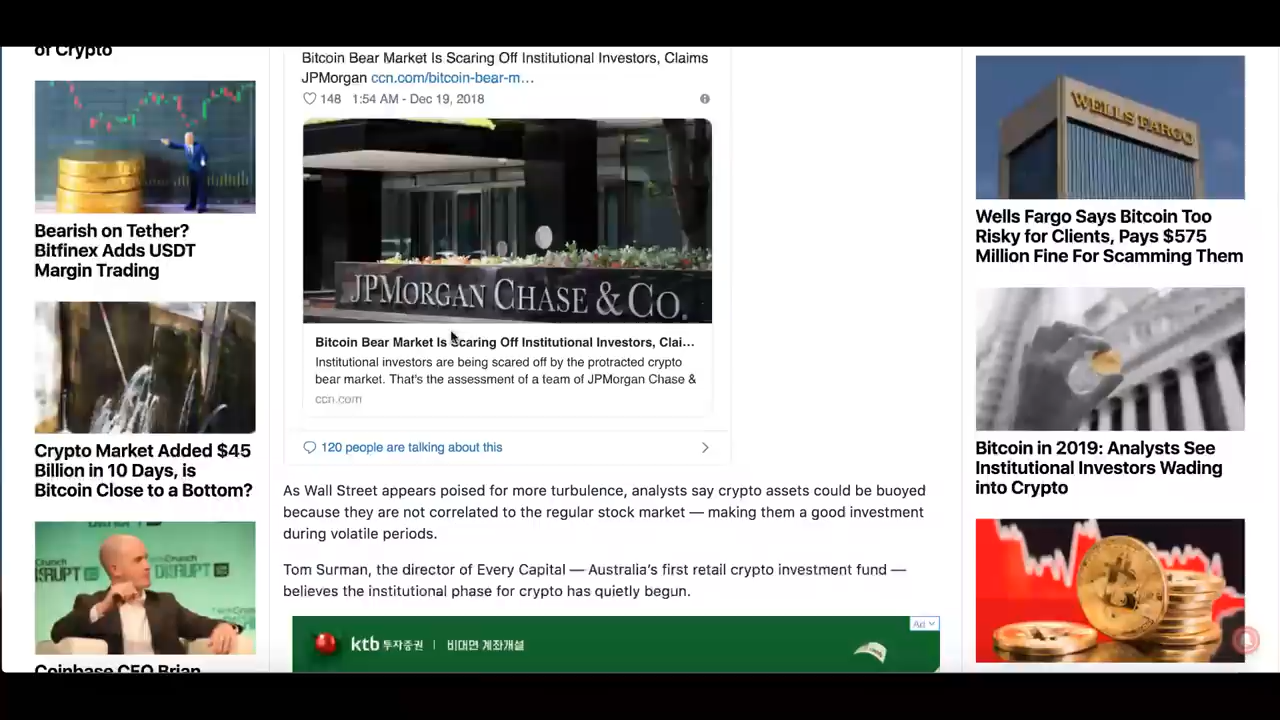 of Crypto
Bearish on Tether?
Bitfinex Adds USDT
Margin Trading
Crypto Market Added $45
Billion in 10 Days, is
Bitcoin Close to a Bottom?
Coinbase CEO Brian
Bitcoin Bear Market Is Scaring Off Institutional Investors, Claims
JPMorgan ccn.com/bitcoin-bear-m…
148 1:54 AM - Dec 19, 2018
JPMORGAN CHASE & CO.
Bitcoin Bear Market Is Scaring Off Institutional Investors, Clai...
Institutional investors are being scared off by the protracted crypto
bear market. That's the assessment of a team of JPMorgan Chase &
ccn.com
120 people are talking about this
As Wall Street appears poised for more turbulence, analysts say crypto assets could be buoyed
because they are not correlated to the regular stock market — making them a good investment
during volatile periods.
Tom Surman, the director of Every Capital — Australia's first retail crypto investment fund —
believes the institutional phase for crypto has quietly begun.
Ad
ktb 투자증권 | 비대면 계좌개설
WELLS FARGO
Wells Fargo Says Bitcoin Too
Risky for Clients, Pays $575
Million Fine For Scamming Them
Bitcoin in 2019: Analysts See
Institutional Investors Wading
into Crypto